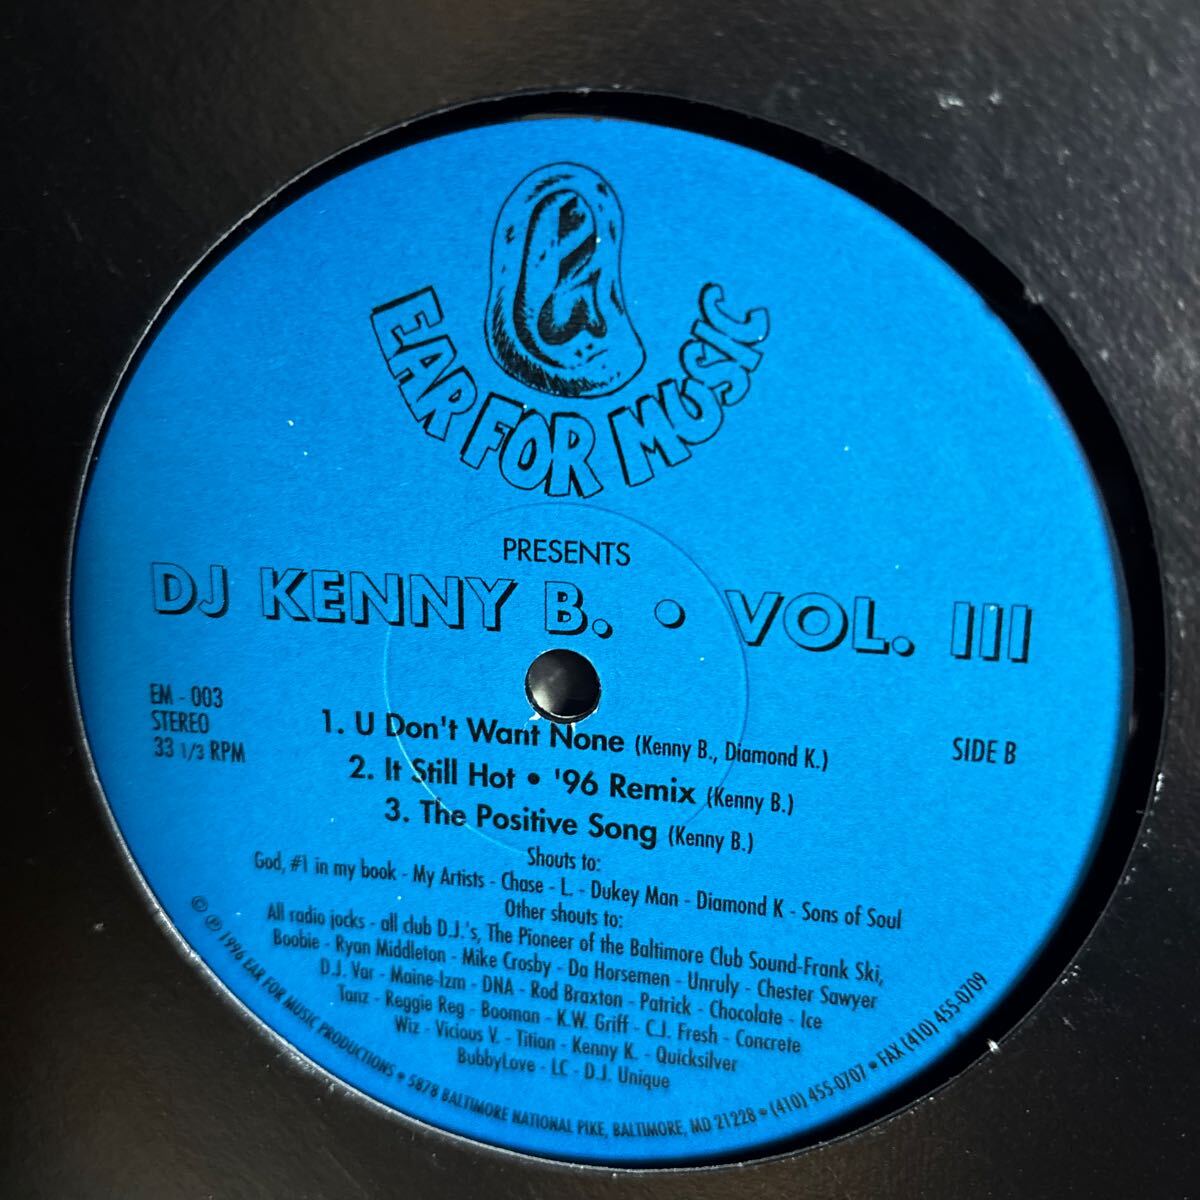 EAR FOR MUSIC
PRESENTS
DJ KENNY B. • VOL. III
EM - 003
STEREO
33 1/3 RPM
SIDE B
1. U Don't Want None (Kenny B., Diamond K.)
2. It Still Hot • '96 Remix (Kenny B.)
3. The Positive Song (Kenny B.)
Shouts to:
God, #1 in my book - My Artists - Chase - L. - Dukey Man - Diamond K - Sons of Soul
Other shouts to:
All radio jocks - all club D.J.'s, The Pioneer of the Baltimore Club Sound-Frank Ski,
Boobie - Ryan Middleton - Mike Crosby - Da Horsemen - Unruly - Chester Sawyer
D.J. Var - Maine-Izm - DNA - Rod Braxton - Patrick - Chocolate - Ice
Tanz - Reggie Reg - Booman - K.W. Griff - C.J. Fresh - Concrete
Wiz - Vicious V. - Titian - Kenny K. - Quicksilver
BubbyLove - LC - D.J. Unique
© ℗ 1996 EAR FOR MUSIC PRODUCTIONS • 5878 BALTIMORE NATIONAL PIKE, BALTIMORE, MD 21228 • (410) 455-0707 • FAX (410) 455-0709